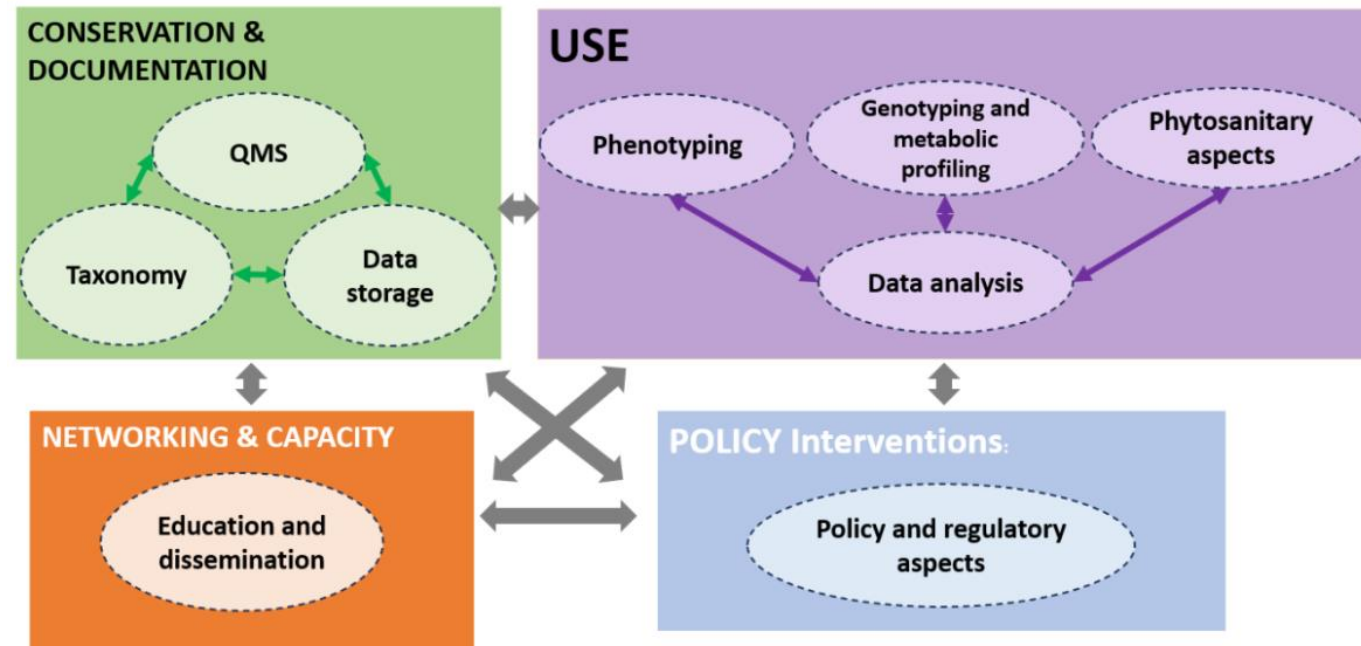 CONSERVATION &
DOCUMENTATION
QMS
Taxonomy
Data
storage
USE
Phenotyping
Genotyping and
metabolic
profiling
Phytosanitary
aspects
Data analysis
NETWORKING & CAPACITY
Education and
dissemination
POLICY Interventions:
Policy and regulatory
aspects